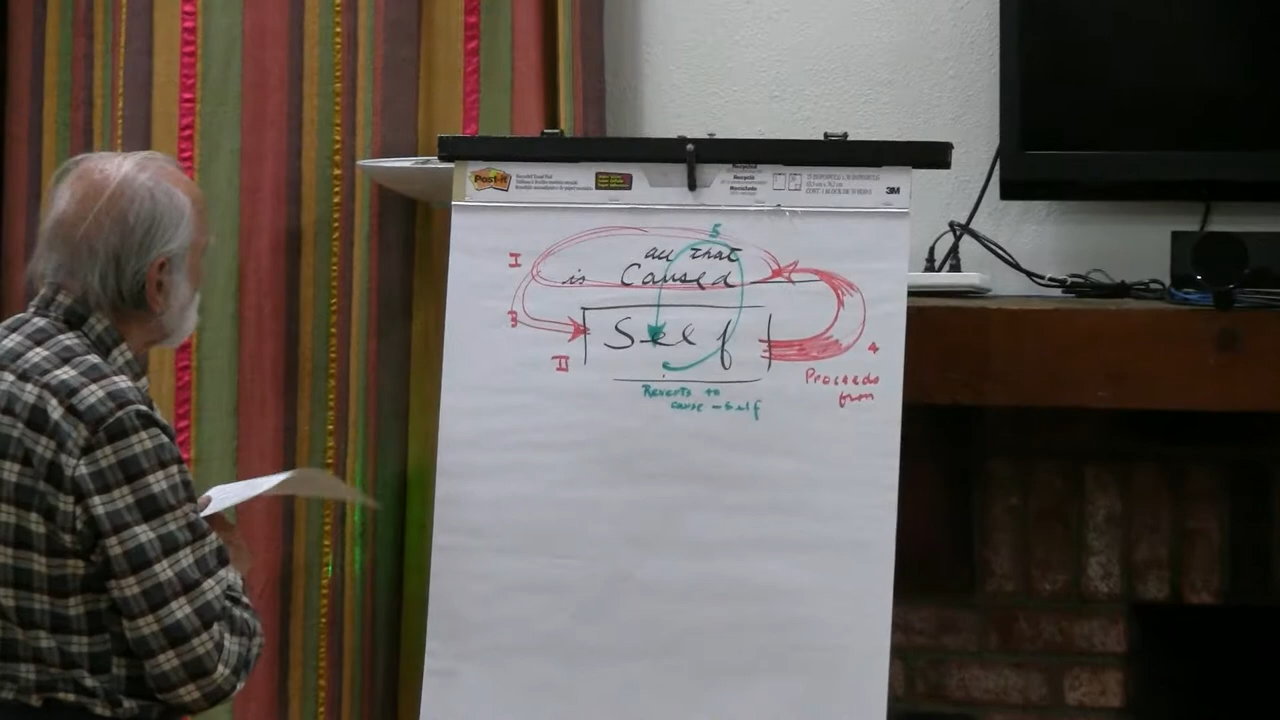 Post-it
3M
5
I
all that
is Caused
3
Self
II
4
Proceeds
from
Reverts to
cause - Self